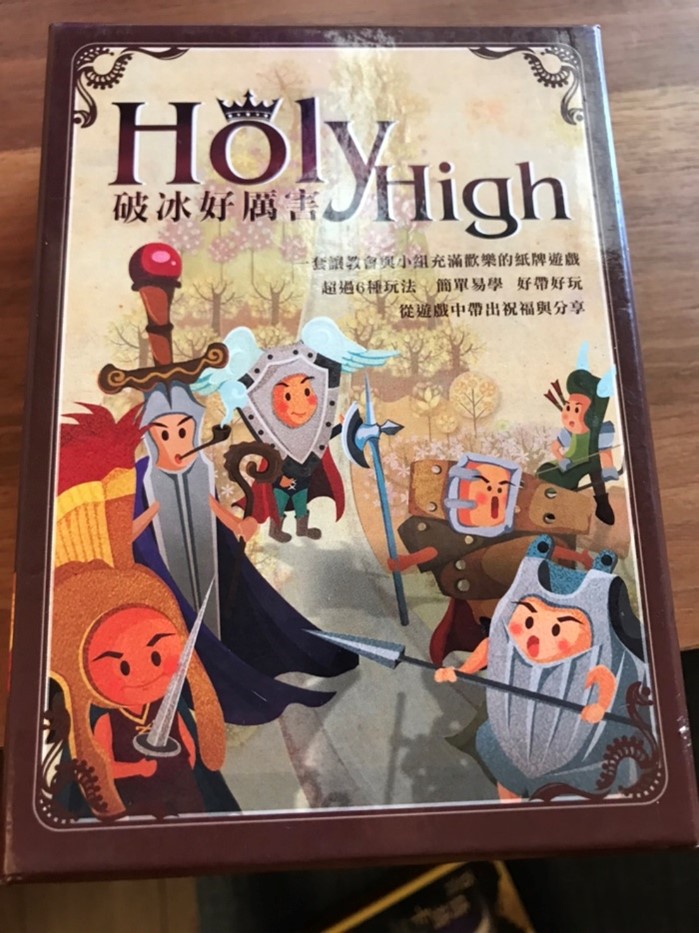 Holy High
破冰好厲害
一套讓教會與小組充滿歡樂的紙牌遊戲
超過6種玩法 簡單易學 好帶好玩
從遊戲中帶出祝福與分享